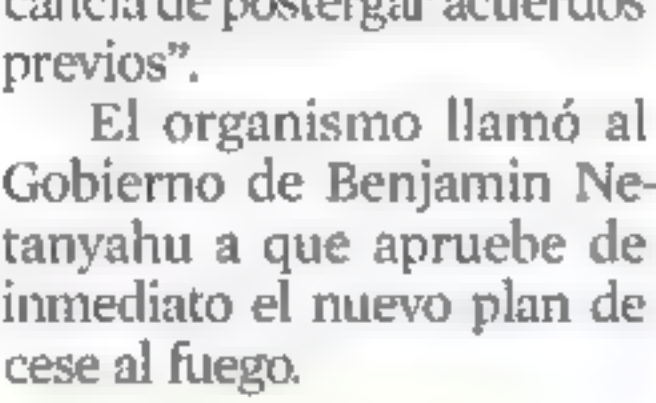 cancia de postergar acuerdos
previos”.
El organismo llamó al
Gobierno de Benjamin Ne-
tanyahu a que apruebe de
inmediato el nuevo plan de
cese al fuego.